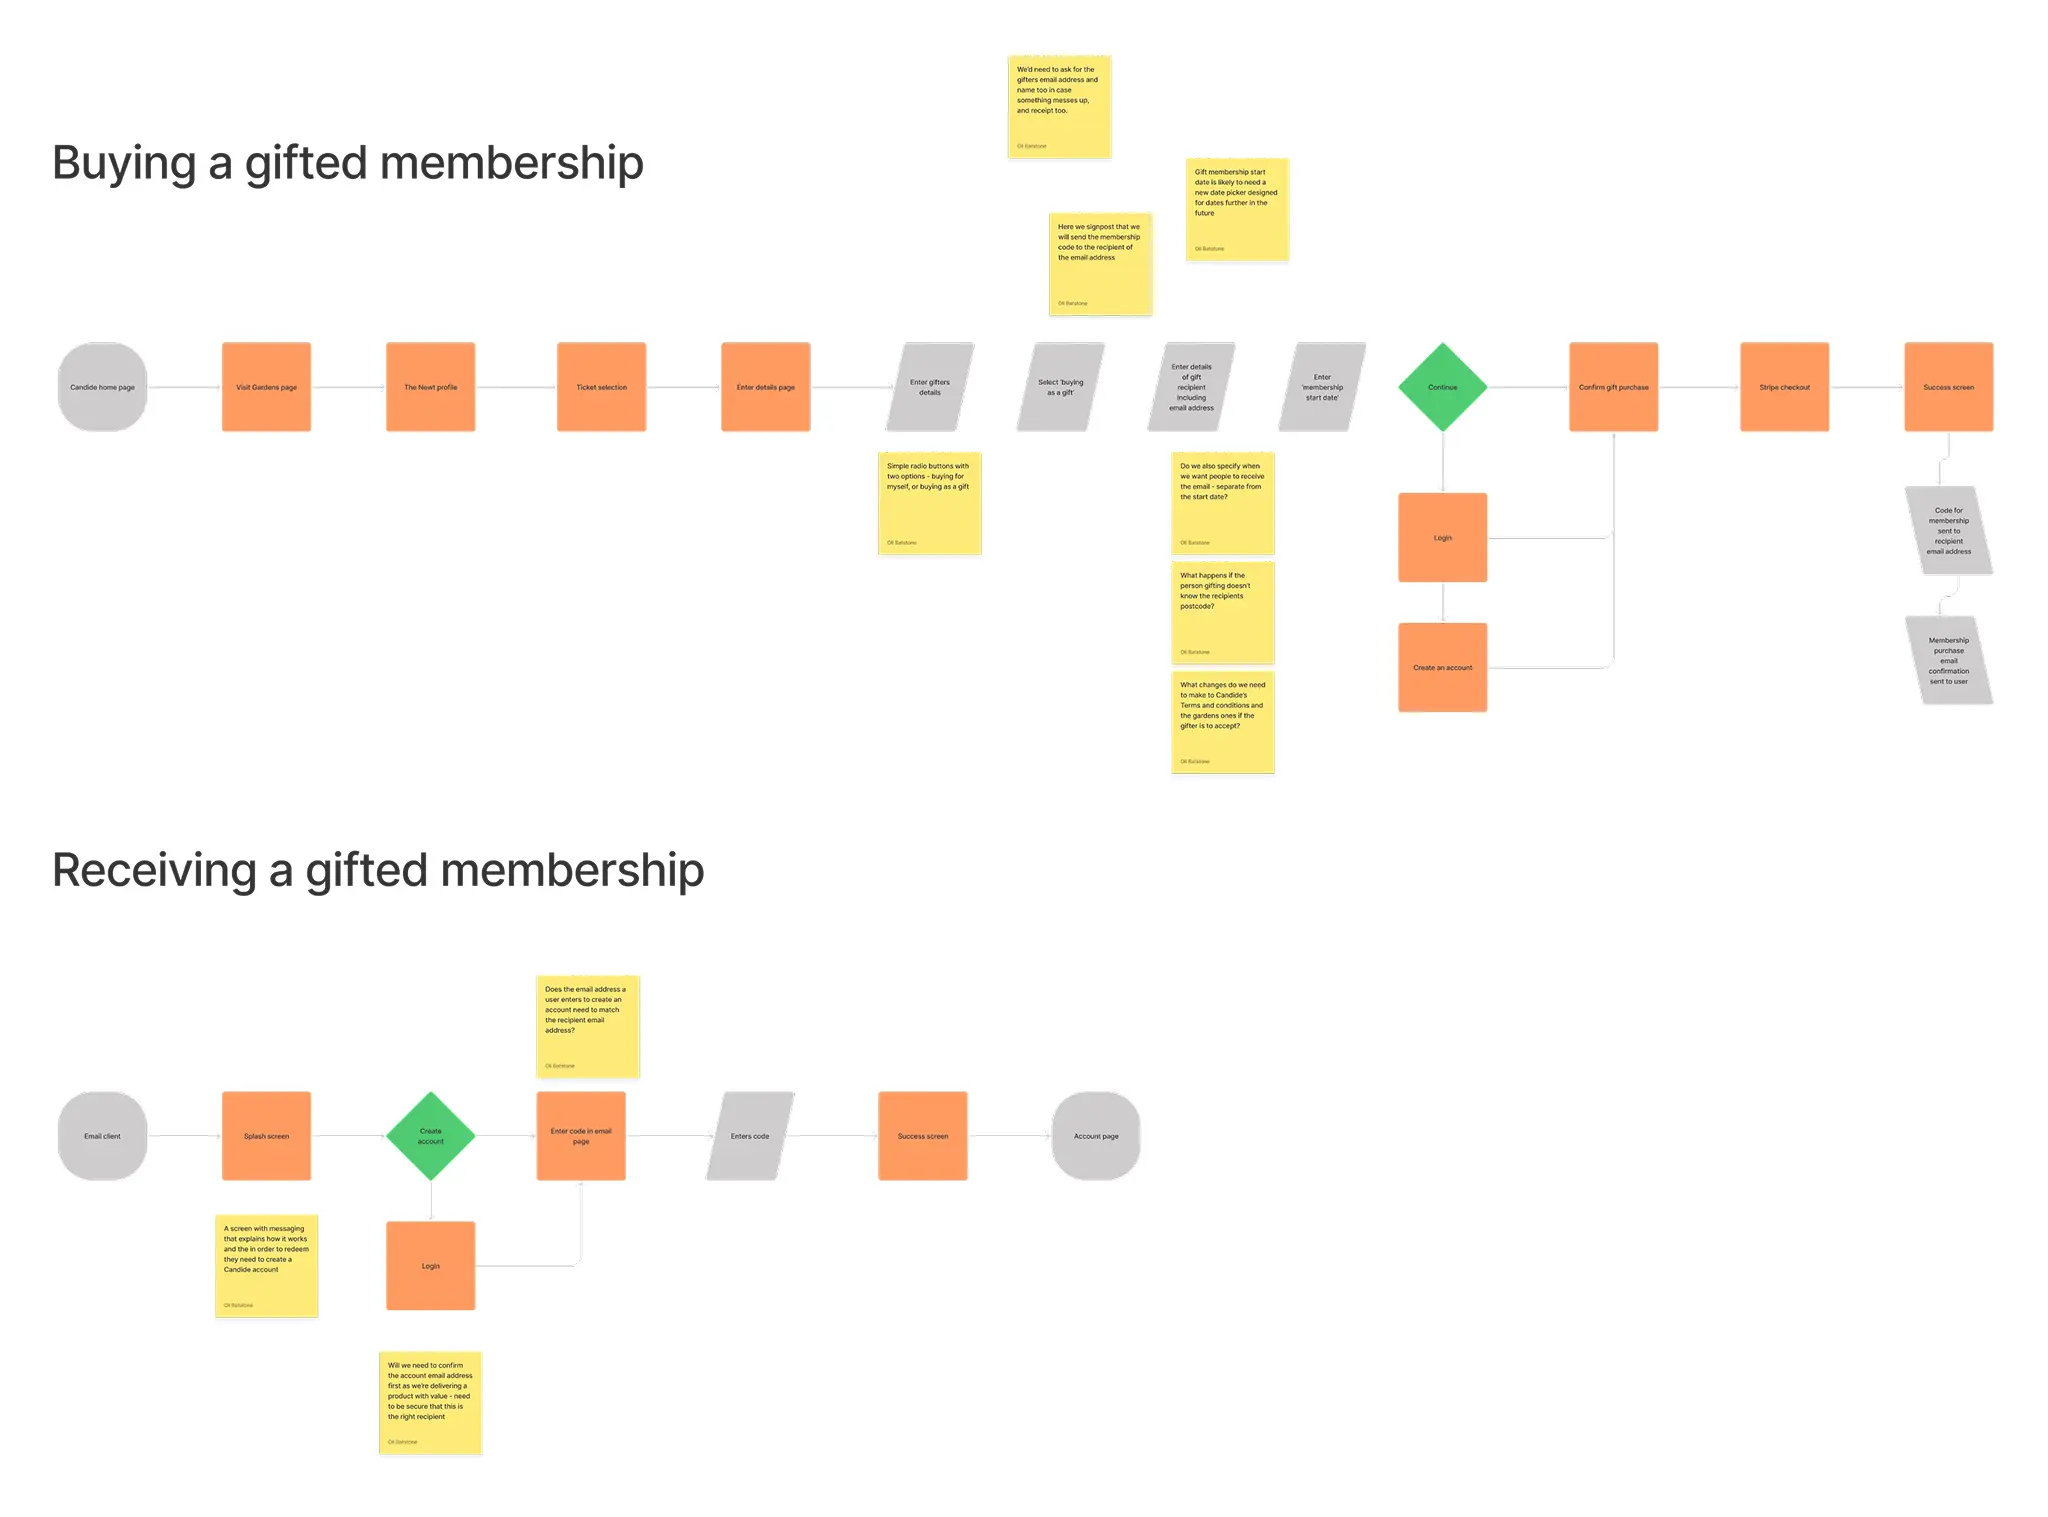 We'd need to ask for the
gifters email address and
name too in case
something messes up,
and receipt too.
Oli Batstone
Buying a gifted membership
Gift membership start
date is likely to need a
new date picker designed
for dates further in the
future
Oli Batstone
Here we signpost that we
will send the membership
code to the recipient of
the email address
Oli Batstone
Candide home page
Visit Gardens page
The Newt profile
Ticket selection
Enter details page
Enter gifters
details
Select 'buying
as a gift'
Enter details
of gift
recipient
including
email address
Enter
'membership
start date'
Continue
Confirm gift purchase
Stripe checkout
Success screen
Simple radio buttons with
two options - buying for
myself, or buying as a gift
Oli Batstone
Do we also specify when
we want people to receive
the email - separate from
the start date?
Oli Batstone
What happens if the
person gifting doesn't
know the recipients
postcode?
Oli Batstone
What changes do we need
to make to Candide's
Terms and conditions and
the gardens ones if the
gifter is to accept?
Oli Batstone
Login
Create an account
Code for
membership
sent to
recipient
email address
Membership
purchase
email
confirmation
sent to user
Receiving a gifted membership
Does the email address a
user enters to create an
account need to match
the recipient email
address?
Oli Batstone
Email client
Splash screen
Create
account
Enter code in email
page
Enters code
Success screen
Account page
A screen with messaging
that explains how it works
and the in order to redeem
they need to create a
Candide account
Oli Batstone
Login
Will we need to confirm
the account email address
first as we're delivering a
product with value - need
to be secure that this is
the right recipient
Oli Batstone